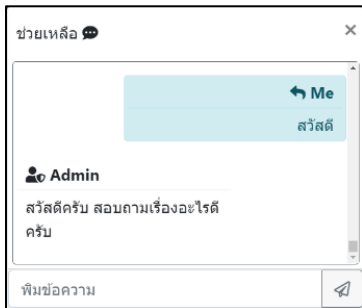 ช่วยเหลือ
Me
สวัสดี
Admin
สวัสดีครับ สอบถามเรื่องอะไรดี
ครับ
พิมข้อความ